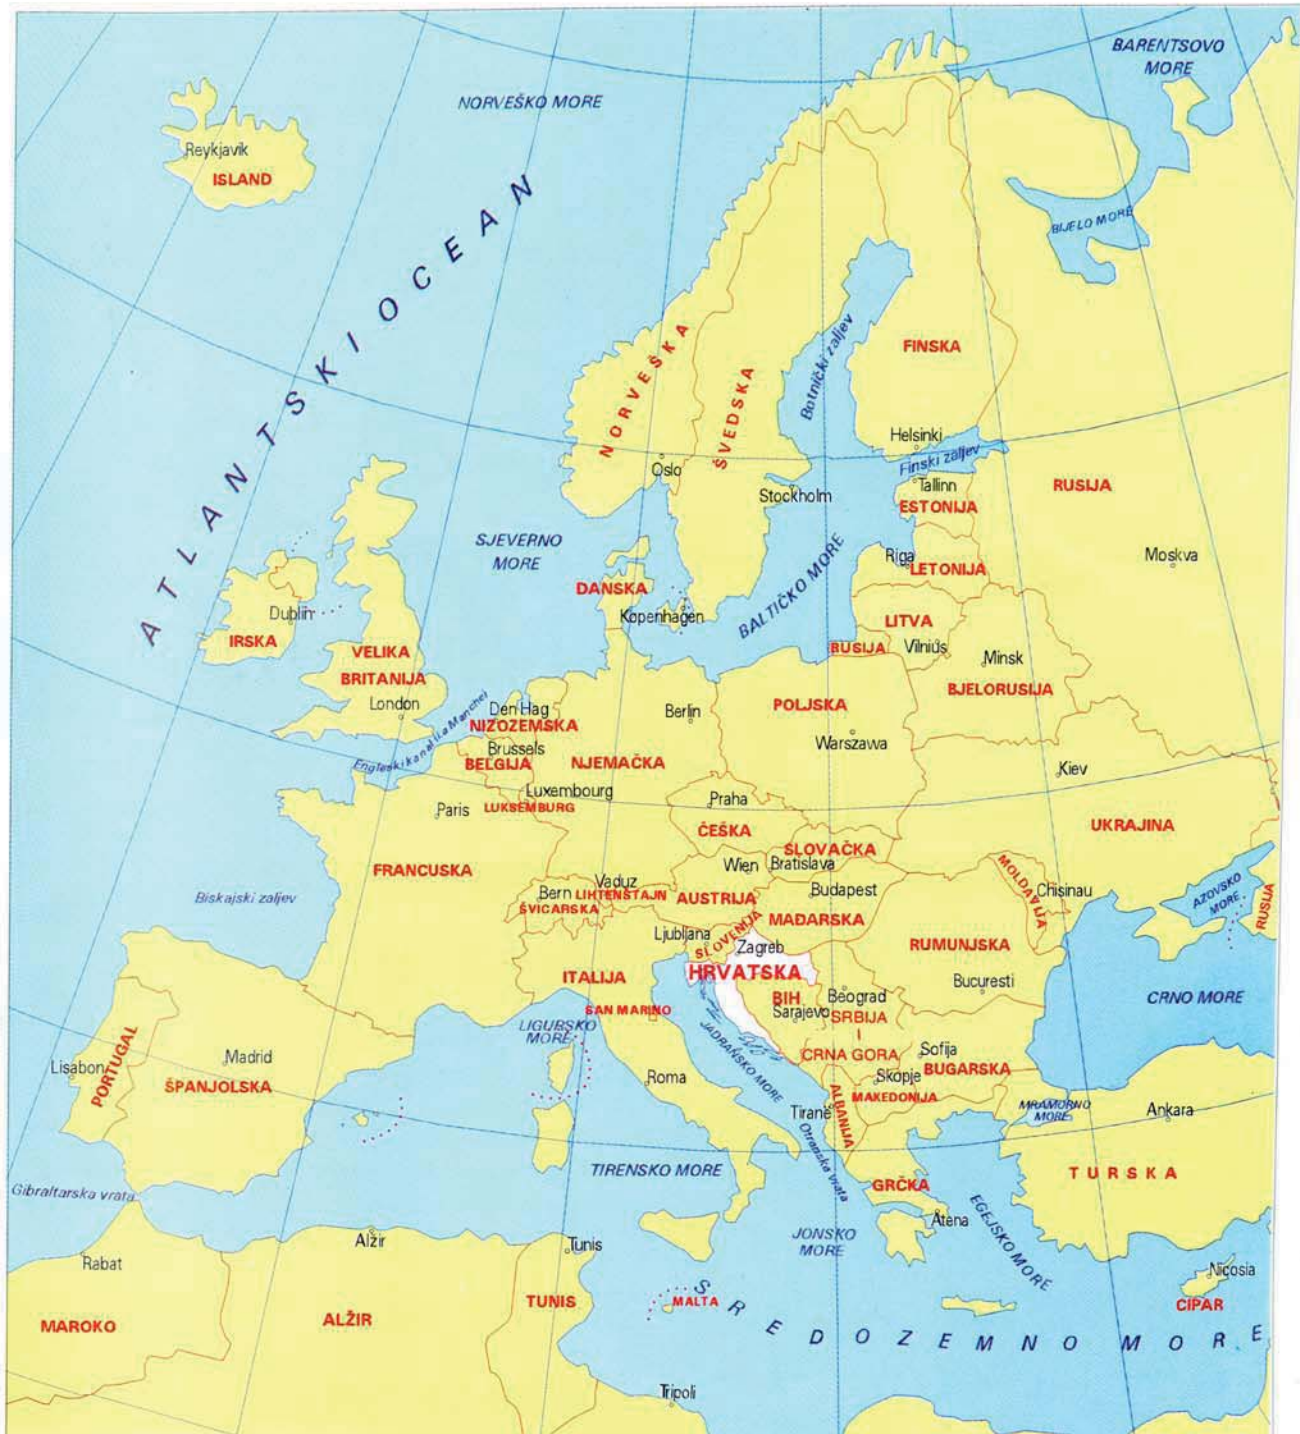 BARENTSOVO
MORE
NORVEŠKO MORE
Reykjavik
ISLAND
ATLANTSKI OCEAN
BIJELO MORE
NORVEŠKA
ŠVEDSKA
Botnički zaljev
FINSKA
Helsinki
Finski zaljev
Oslo
Stockholm
Tallinn
ESTONIJA
RUSIJA
SJEVERNO
MORE
BALTIČKO MORE
Riga
LETONIJA
Moskva
DANSKA
Kopenhagen
Dublin
IRSKA
VELIKA
BRITANIJA
London
LITVA
Vilnius
RUSIJA
Minsk
BJELORUSIJA
Engleski kanal i La Manche
Den Hag
NIZOZEMSKA
Brussels
BELGIJA
Berlin
NJEMAČKA
POLJSKA
Warszawa
Kiev
UKRAJINA
Luxembourg
LUKSEMBURG
Paris
FRANCUSKA
Praha
ČEŠKA
SLOVAČKA
Wien
Bratislava
Vaduz
Bern
LIHTENŠTAJN
ŠVICARSKA
AUSTRIJA
Budapest
MAĐARSKA
MOLDAVIJA
Chisinau
AZOVSKO
MORE
RUSIJA
Biskajski zaljev
Ljubljana
SLOVENIJA
Zagreb
HRVATSKA
ITALIJA
RUMUNJSKA
Bucuresti
BIH
Sarajevo
Beograd
SRBIJA
I
CRNA GORA
CRNO MORE
SAN MARINO
LIGURSKO
MORE
JADRANSKO MORE
Sofija
BUGARSKA
Skopje
MAKEDONIJA
Lisabon
PORTUGAL
Madrid
ŠPANJOLSKA
Roma
Tirane
ALBANIJA
MRAMORNO
MORE
Ankara
TURSKA
Otranska vrata
TIRENSKO MORE
GRČKA
Atena
EGEJSKO MORE
JONSKO
MORE
Gibraltarska vrata
Rabat
MAROKO
Alžir
ALŽIR
Tunis
TUNIS
MALTA
Nicosia
CIPAR
SREDOZEMNO MORE
Tripoli